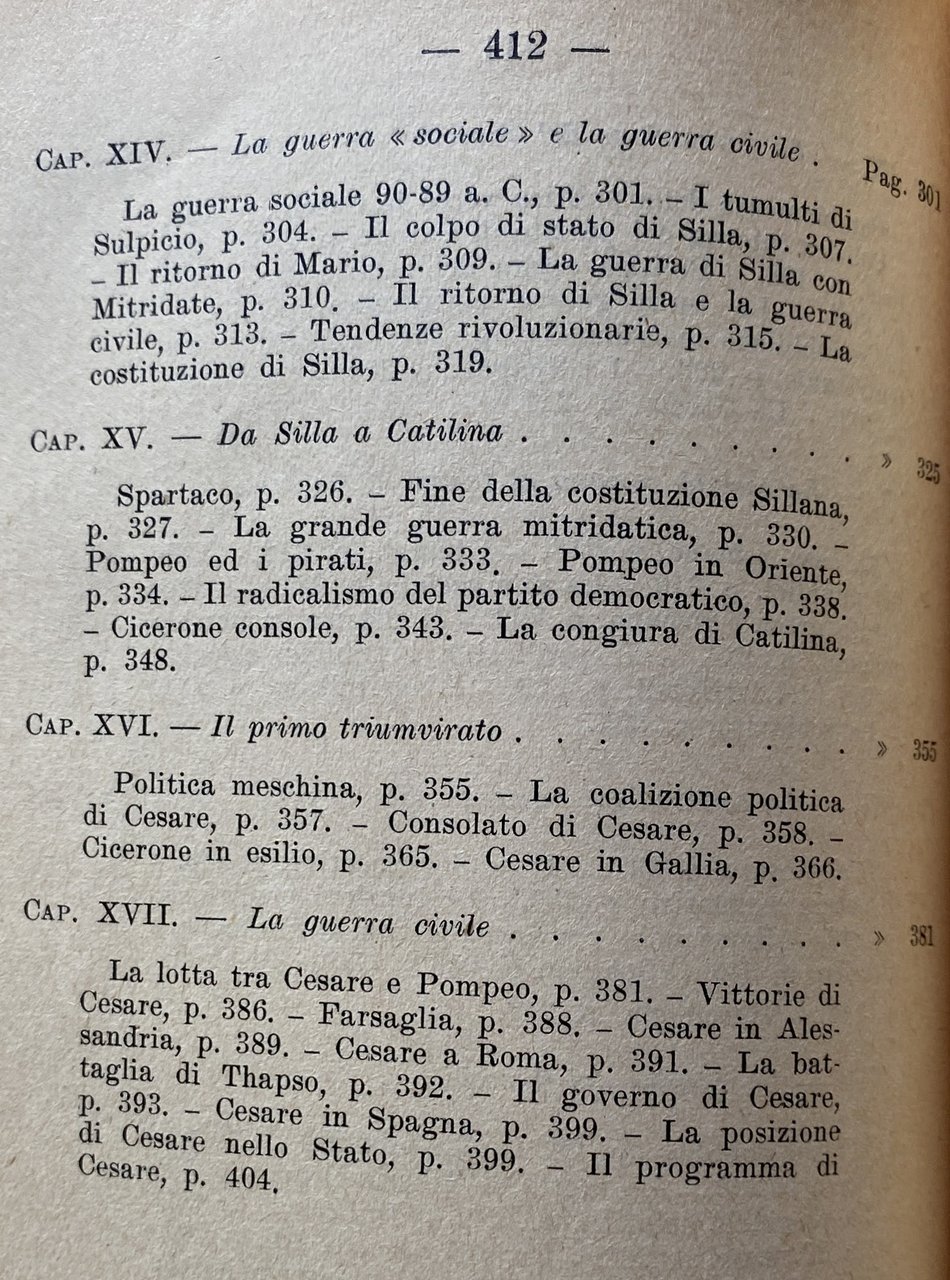 — 412 —
CAP. XIV. — La guerra « sociale » e la guerra civile . Pag. 301
La guerra sociale 90-89 a. C., p. 301. – I tumulti di
Sulpicio, p. 304. – Il colpo di stato di Silla, p. 307.
– Il ritorno di Mario, p. 309. – La guerra di Silla con
Mitridate, p. 310. – Il ritorno di Silla e la guerra
civile, p. 313. – Tendenze rivoluzionarie, p. 315. – La
costituzione di Silla, p. 319.
CAP. XV. — Da Silla a Catilina . . . . . . . . . » 325
Spartaco, p. 326. – Fine della costituzione Sillana,
p. 327. – La grande guerra mitridatica, p. 330. –
Pompeo ed i pirati, p. 333. – Pompeo in Oriente,
p. 334. – Il radicalismo del partito democratico, p. 338.
– Cicerone console, p. 343. – La congiura di Catilina,
p. 348.
CAP. XVI. — Il primo triumvirato . . . . . . . . . » 355
Politica meschina, p. 355. – La coalizione politica
di Cesare, p. 357. – Consolato di Cesare, p. 358. –
Cicerone in esilio, p. 365. – Cesare in Gallia, p. 366.
CAP. XVII. — La guerra civile . . . . . . . . . » 381
La lotta tra Cesare e Pompeo, p. 381. – Vittorie di
Cesare, p. 386. – Farsaglia, p. 388. – Cesare in Ales-
sandria, p. 389. – Cesare a Roma, p. 391. – La bat-
taglia di Thapso, p. 392. – Il governo di Cesare,
p. 393. – Cesare in Spagna, p. 399. – La posizione
di Cesare nello Stato, p. 399. – Il programma di
Cesare, p. 404.